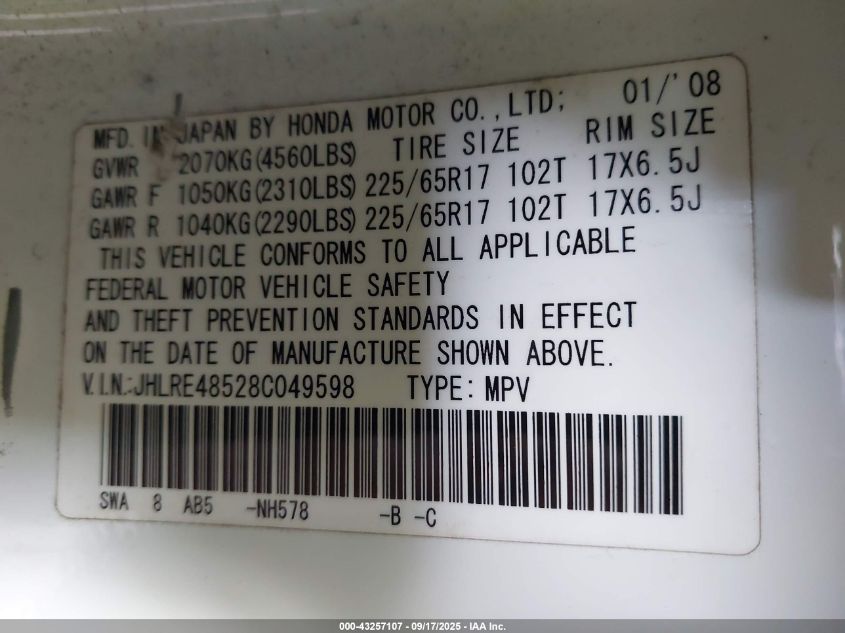 MFD. IN JAPAN BY HONDA MOTOR CO.,LTD; 01/'08
GVWR 2070KG(4560LBS) TIRE SIZE RIM SIZE
GAWR F 1050KG(2310LBS) 225/65R17 102T 17X6.5J
GAWR R 1040KG(2290LBS) 225/65R17 102T 17X6.5J
THIS VEHICLE CONFORMS TO ALL APPLICABLE
FEDERAL MOTOR VEHICLE SAFETY
AND THEFT PREVENTION STANDARDS IN EFFECT
ON THE DATE OF MANUFACTURE SHOWN ABOVE.
V.I.N.:JHLRE48528C049598 TYPE: MPV
SWA 8 AB5 -NH578 -B -C
000-43257107 - 09/17/2025 - IAA Inc.